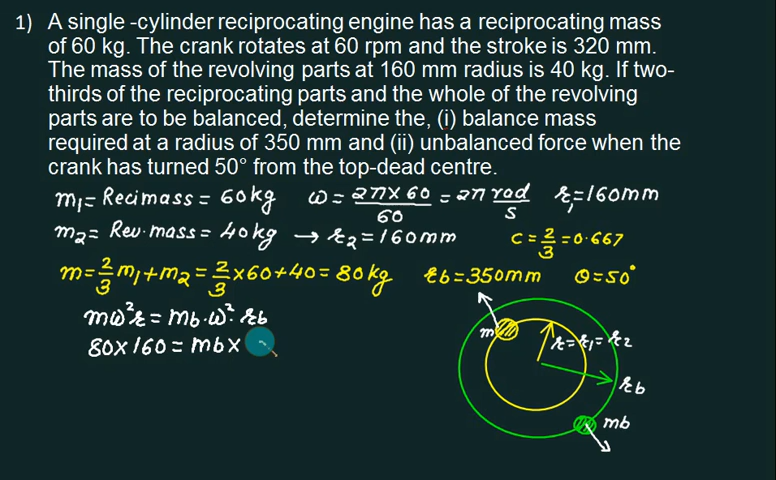 1) A single -cylinder reciprocating engine has a reciprocating mass
of 60 kg. The crank rotates at 60 rpm and the stroke is 320 mm.
The mass of the revolving parts at 160 mm radius is 40 kg. If two-
thirds of the reciprocating parts and the whole of the revolving
parts are to be balanced, determine the, (i) balance mass
required at a radius of 350 mm and (ii) unbalanced force when the
crank has turned 50° from the top-dead centre.
m₁= Recimass = 60kg ω = 2π×60/60 = 2π rad/s r₁=160mm
m₂= Rev.mass = 40kg → r₂=160mm c = 2/3 =0.667
m=2/3 m₁+m₂ = 2/3 ×60+40 = 80kg rb=350mm θ=50°
mω²r = mb.ω². rb
80×160 = mb×
m r=r₁=r₂
rb
mb